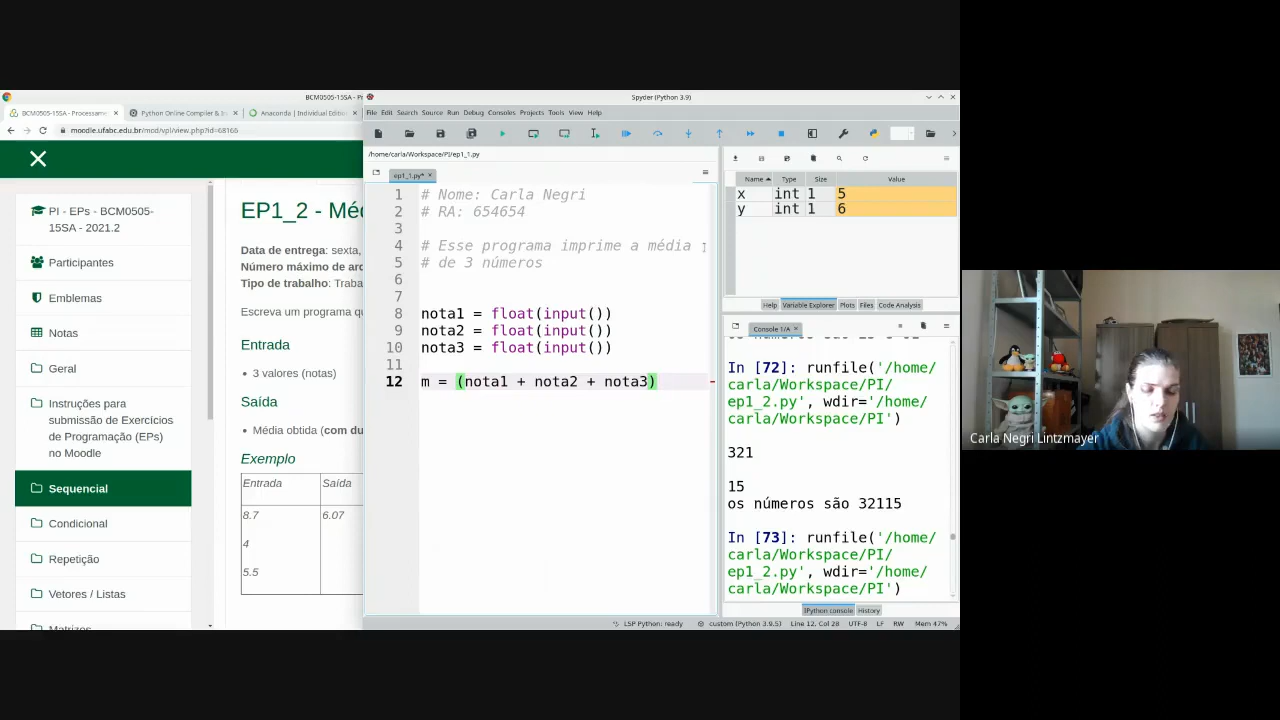 BCM0505-15SA - Pr
Spyder (Python 3.9)
BCM0505-15SA - Processame
Python Online Compiler & In
Anaconda | Individual Edition
File Edit Search Source Run Debug Consoles Projects Tools View Help
moodle.ufabc.edu.br/mod/vpl/view.php?id=68166
/home/carla/Workspace/PI/ep1_1.py
ep1_1.py*
PI - EPs - BCM0505-
15SA - 2021.2
Participantes
Emblemas
Notas
Geral
Instruções para
submissão de Exercícios
de Programação (EPs)
no Moodle
Sequencial
Condicional
Repetição
Vetores / Listas
Matrizes
EP1_2 - Méd
Data de entrega: sexta,
Número máximo de arq
Tipo de trabalho: Traba
Escreva um programa qu
Entrada
• 3 valores (notas)
Saída
• Média obtida (com du
Exemplo
Entrada Saída
8.7 6.07
4
5.5
1 # Nome: Carla Negri
2 # RA: 654654
3
4 # Esse programa imprime a média
5 # de 3 números
6
7
8 nota1 = float(input())
9 nota2 = float(input())
10 nota3 = float(input())
11
12 m = (nota1 + nota2 + nota3)
Name Type Size Value
x int 1 5
y int 1 6
Help Variable Explorer Plots Files Code Analysis
Console 1/A
In [72]: runfile('/home/
carla/Workspace/PI/
ep1_2.py', wdir='/home/
carla/Workspace/PI')
321
15
os números são 32115
In [73]: runfile('/home/
carla/Workspace/PI/
ep1_2.py', wdir='/home/
carla/Workspace/PI')
IPython console History
LSP Python: ready custom (Python 3.9.5) Line 12, Col 28 UTF-8 LF RW Mem 47%
Carla Negri Lintzmayer